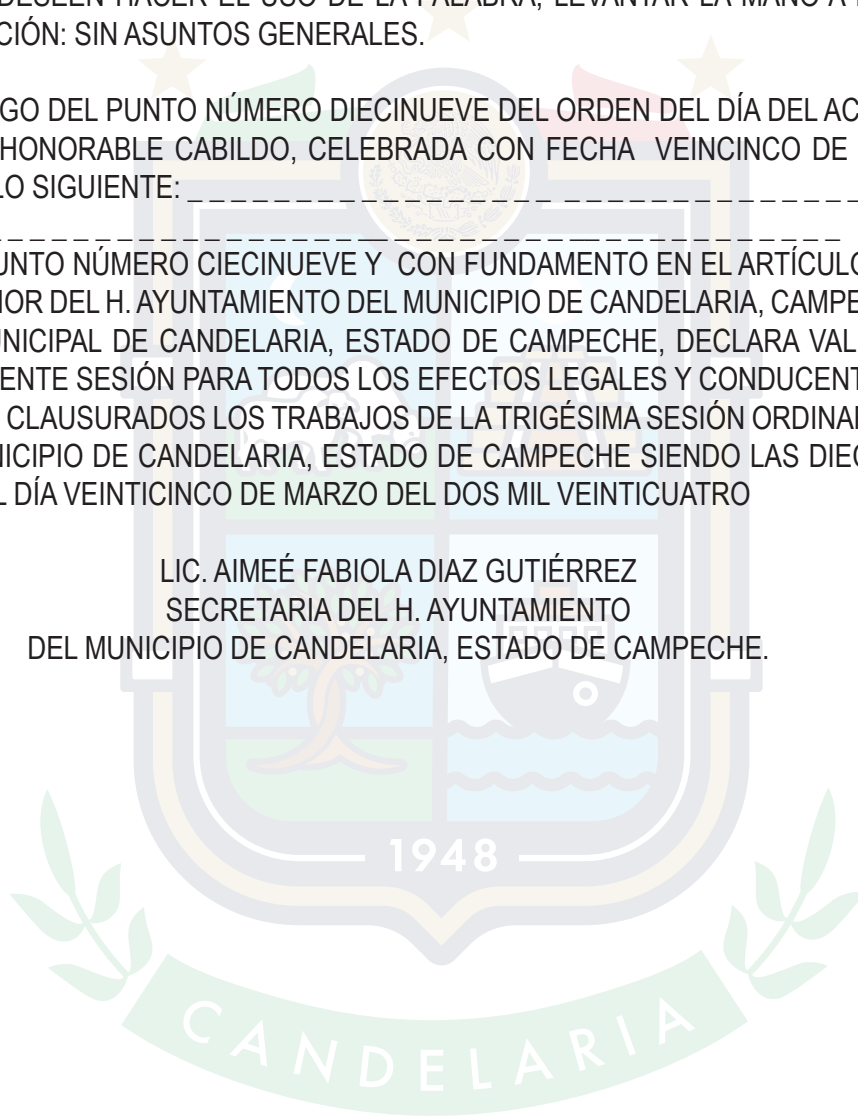 DESEEN HACER EL USO DE LA PALABRA, LEVANTAR LA MANO A
CIÓN: SIN ASUNTOS GENERALES.
GO DEL PUNTO NÚMERO DIECINUEVE DEL ORDEN DEL DÍA DEL AC
HONORABLE CABILDO, CELEBRADA CON FECHA VEINCINCO DE
LO SIGUIENTE: _ _ _ _ _ _ _ _ _ _ _ _ _ _ _ _ _ _ _ _ _ _ _ _ _ _ _ _ _ _ _ _ _ _ _ _ _ _ _ _ _ _ _ _ _ _
_ _ _ _ _ _ _ _ _ _ _ _ _ _ _ _ _ _ _ _ _ _ _ _ _ _ _ _ _ _ _ _ _ _ _ _ _ _ _ _ _ _ _ _ _ _ _ _ _ _ _ _ _ _ _ _ _ _
UNTO NÚMERO CIECINUEVE Y CON FUNDAMENTO EN EL ARTÍCULO
IOR DEL H. AYUNTAMIENTO DEL MUNICIPIO DE CANDELARIA, CAMPE
UNICIPAL DE CANDELARIA, ESTADO DE CAMPECHE, DECLARA VAL
ENTE SESIÓN PARA TODOS LOS EFECTOS LEGALES Y CONDUCENT
CLAUSURADOS LOS TRABAJOS DE LA TRIGÉSIMA SESIÓN ORDINA
NICIPIO DE CANDELARIA, ESTADO DE CAMPECHE SIENDO LAS DIEC
L DÍA VEINTICINCO DE MARZO DEL DOS MIL VEINTICUATRO
LIC. AIMEÉ FABIOLA DIAZ GUTIÉRREZ
SECRETARIA DEL H. AYUNTAMIENTO
DEL MUNICIPIO DE CANDELARIA, ESTADO DE CAMPECHE.
1948
CANDELARIA